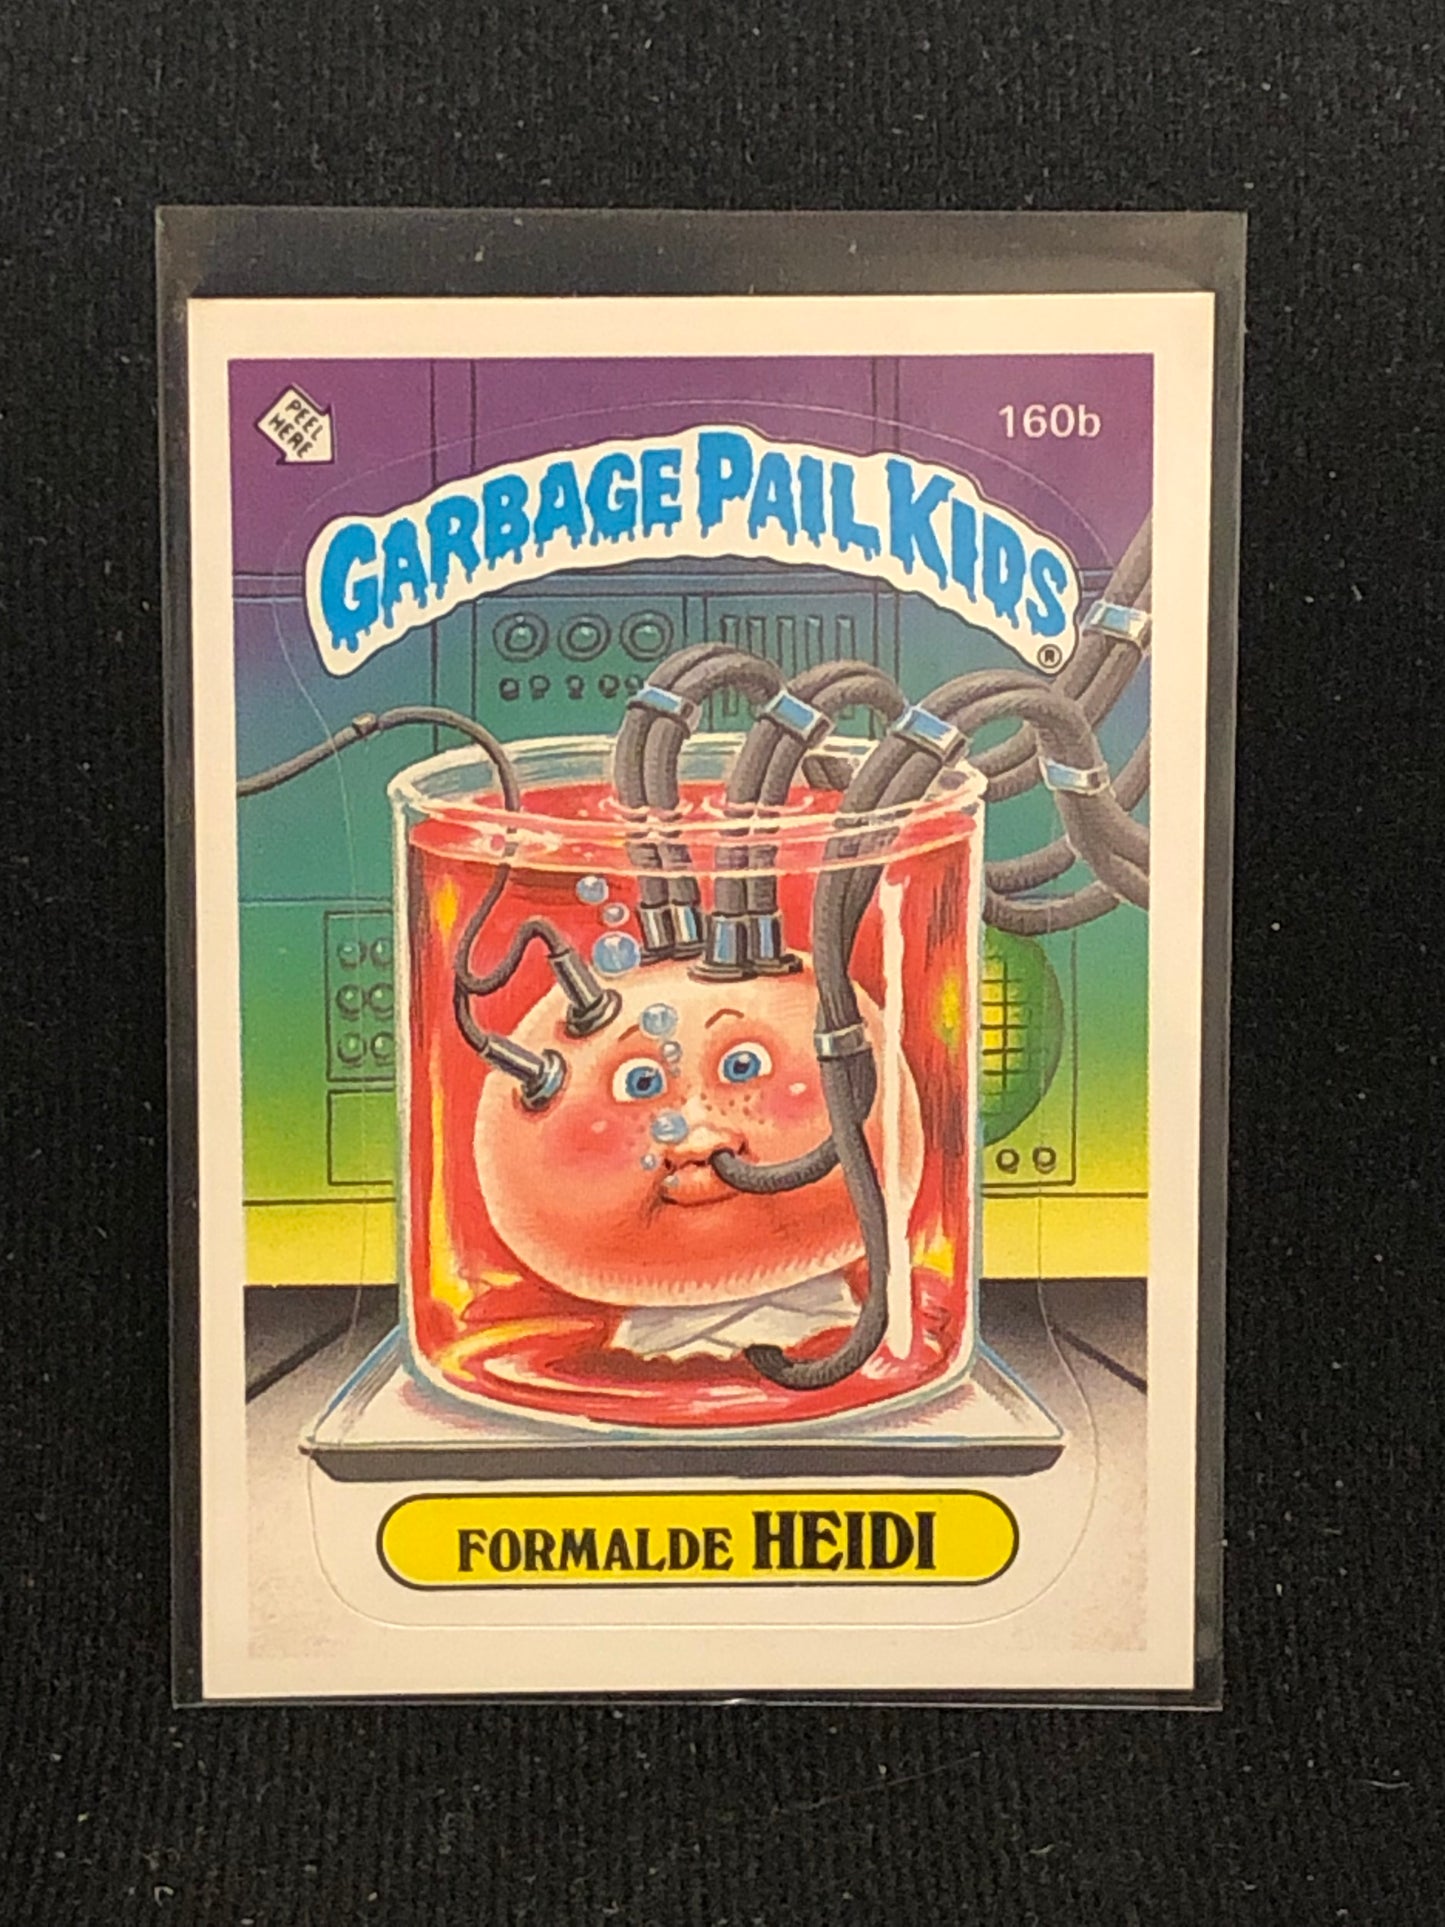 PEEL
HERE
160b
GARBAGE PAIL KIDS
®
FORMALDE HEIDI